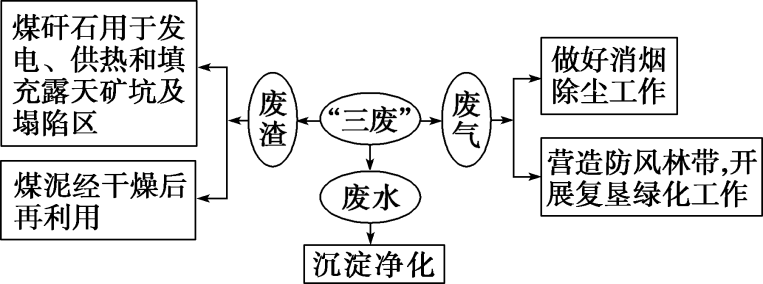 煤矸石用于发
电、供热和填
充露天矿坑及
塌陷区
煤泥经干燥后
再利用
废渣
“三废”
废气
废水
沉淀净化
做好消烟
除尘工作
营造防风林带,开
展复垦绿化工作